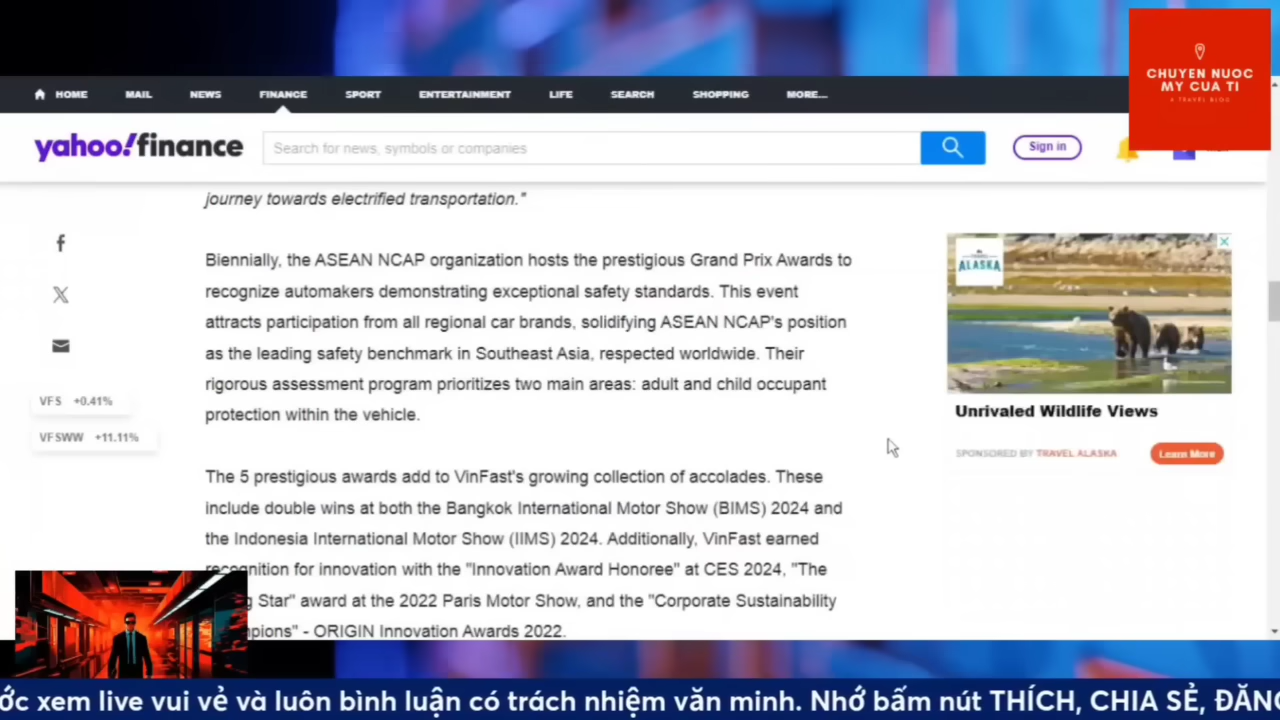 HOME MAIL NEWS FINANCE SPORT ENTERTAINMENT LIFE SEARCH SHOPPING MORE...
CHUYEN NUOC
MY CUA TI
A TRAVEL BLOG
yahoo!finance
Search for news, symbols or companies
Sign in
journey towards electrified transportation."
Biennially, the ASEAN NCAP organization hosts the prestigious Grand Prix Awards to
recognize automakers demonstrating exceptional safety standards. This event
attracts participation from all regional car brands, solidifying ASEAN NCAP's position
as the leading safety benchmark in Southeast Asia, respected worldwide. Their
rigorous assessment program prioritizes two main areas: adult and child occupant
protection within the vehicle.
VFS +0.41%
VFSWW +11.11%
The 5 prestigious awards add to VinFast's growing collection of accolades. These
include double wins at both the Bangkok International Motor Show (BIMS) 2024 and
the Indonesia International Motor Show (IIMS) 2024. Additionally, VinFast earned
recognition for innovation with the "Innovation Award Honoree" at CES 2024, "The
Star" award at the 2022 Paris Motor Show, and the "Corporate Sustainability
- ORIGIN Innovation Awards 2022.
ALASKA
Unrivaled Wildlife Views
SPONSORED BY TRAVEL ALASKA
Learn More
xem live vui vẻ và luôn bình luận có trách nhiệm văn minh. Nhớ bấm nút THÍCH, CHIA SẺ,